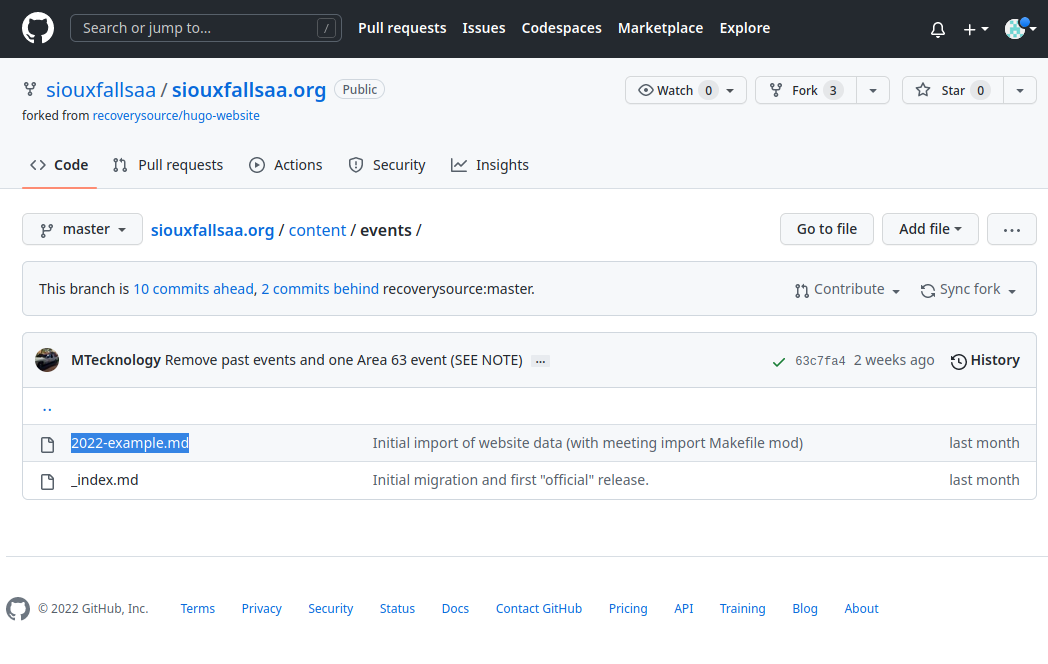 Search or jump to... /
Pull requests Issues Codespaces Marketplace Explore
siouxfallsaa / siouxfallsaa.org Public
Watch 0 Fork 3 Star 0
forked from recoverysource/hugo-website
Code Pull requests Actions Security Insights
master siouxfallsaa.org / content / events / Go to file Add file ...
This branch is 10 commits ahead, 2 commits behind recoverysource:master. Contribute Sync fork
MTecknology Remove past events and one Area 63 event (SEE NOTE) ... 63c7fa4 2 weeks ago History
..
2022-example.md Initial import of website data (with meeting import Makefile mod) last month
_index.md Initial migration and first "official" release. last month
© 2022 GitHub, Inc. Terms Privacy Security Status Docs Contact GitHub Pricing API Training Blog About